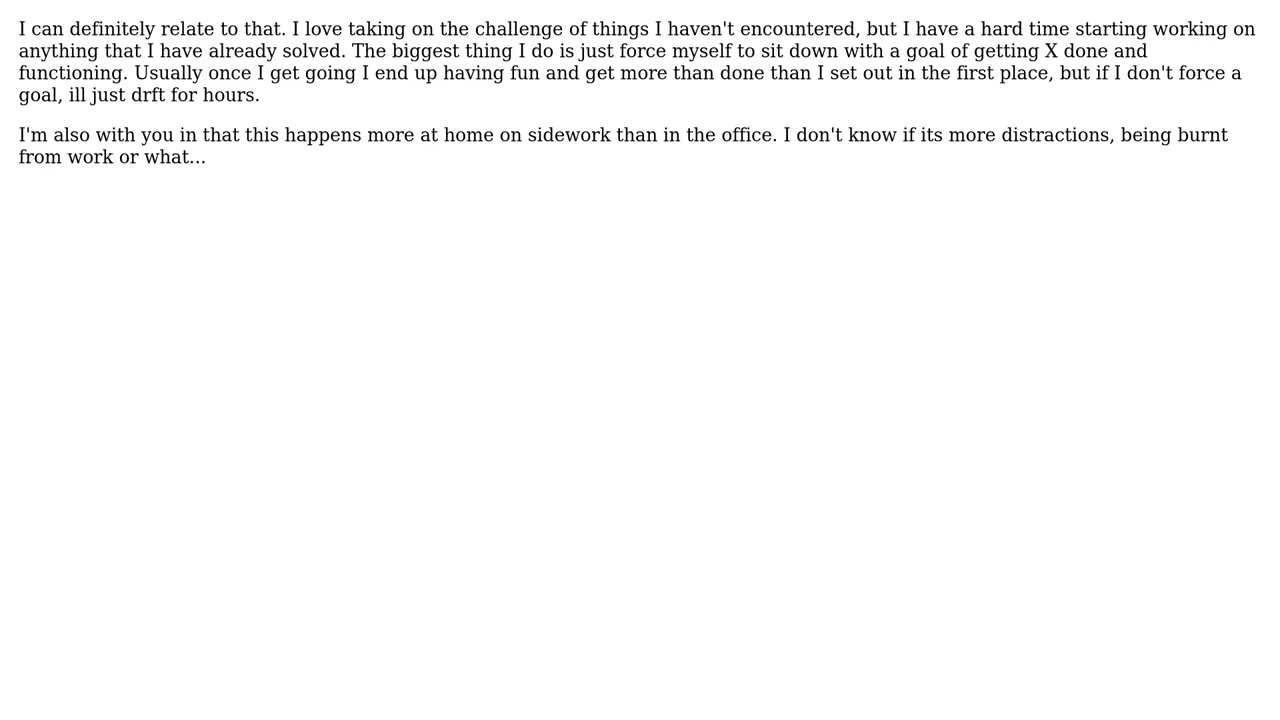 I can definitely relate to that. I love taking on the challenge of things I haven't encountered, but I have a hard time starting working on
anything that I have already solved. The biggest thing I do is just force myself to sit down with a goal of getting X done and
functioning. Usually once I get going I end up having fun and get more than done than I set out in the first place, but if I don't force a
goal, ill just drft for hours.
I'm also with you in that this happens more at home on sidework than in the office. I don't know if its more distractions, being burnt
from work or what...